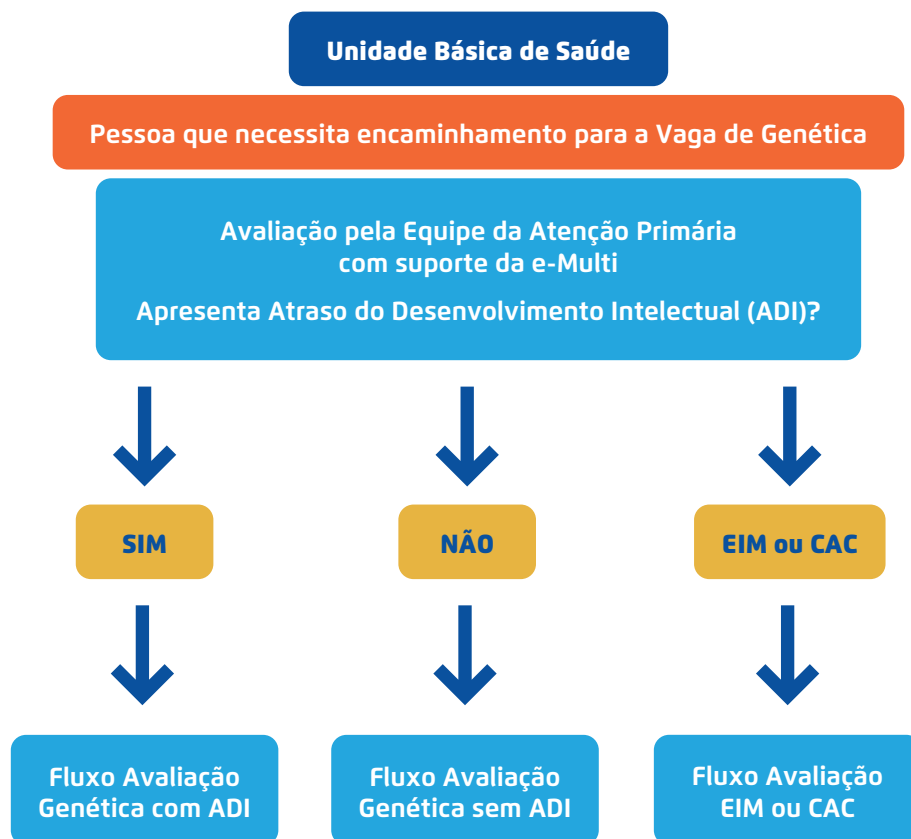 Unidade Básica de Saúde
Pessoa que necessita encaminhamento para a Vaga de Genética
Avaliação pela Equipe da Atenção Primária
com suporte da e-Multi
Apresenta Atraso do Desenvolvimento Intelectual (ADI)?
SIM
NÃO
EIM ou CAC
Fluxo Avaliação
Genética com ADI
Fluxo Avaliação
Genética sem ADI
Fluxo Avaliação
EIM ou CAC